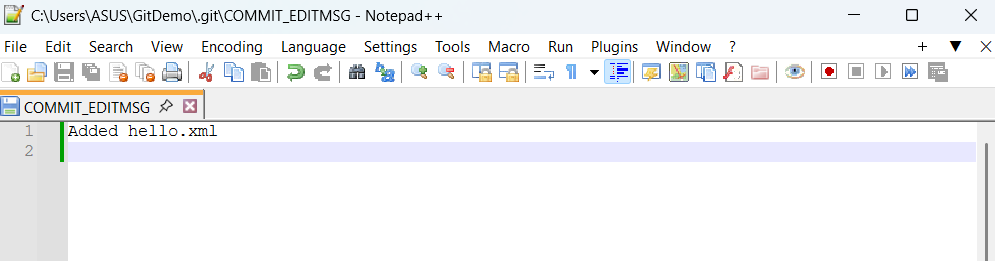 C:\Users\ASUS\GitDemo\.git\COMMIT_EDITMSG - Notepad++
File Edit Search View Encoding Language Settings Tools Macro Run Plugins Window ?
COMMIT_EDITMSG
1 Added hello.xml
2